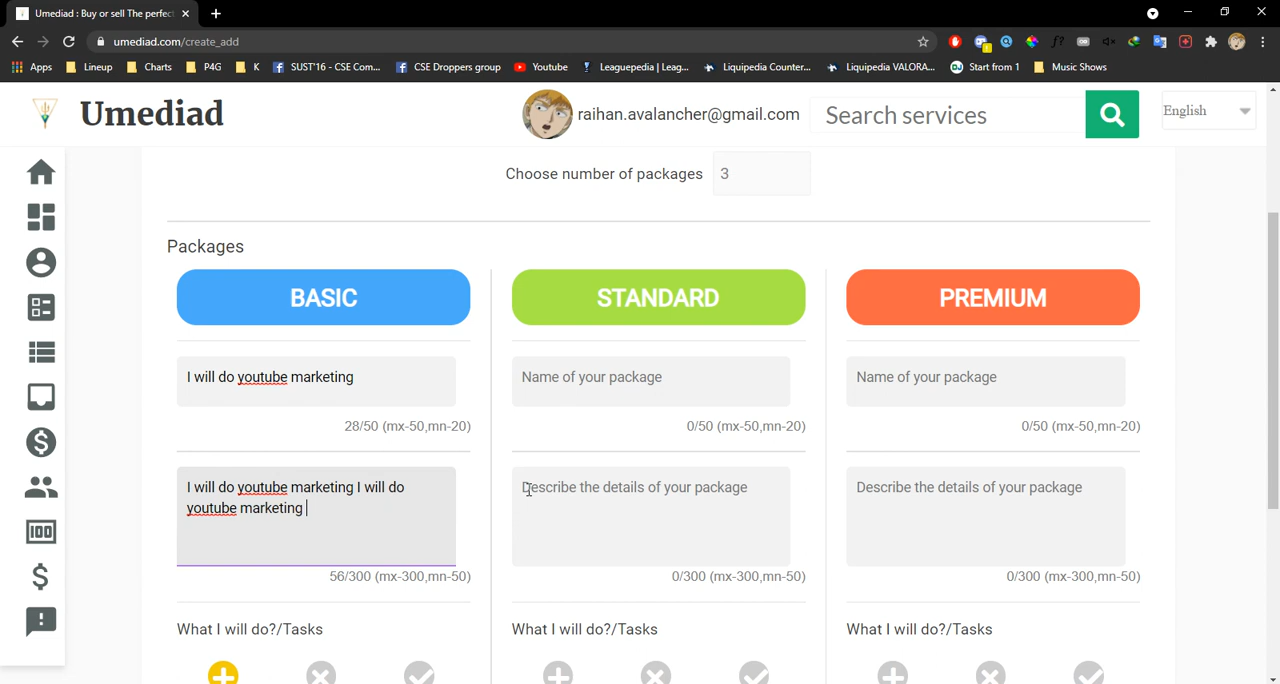 Umediad : Buy or sell The perfec
umediad.com/create_add
Apps
Lineup
Charts
P4G
K
SUST'16 - CSE Com...
CSE Droppers group
Youtube
Leaguepedia | Leag...
Liquipedia Counter...
Liquipedia VALORA...
Start from 1
Music Shows
Umediad
raihan.avalancher@gmail.com
Search services
English
Choose number of packages 3
Packages
BASIC
STANDARD
PREMIUM
I will do youtube marketing
Name of your package
Name of your package
28/50 (mx-50,mn-20)
0/50 (mx-50,mn-20)
0/50 (mx-50,mn-20)
I will do youtube marketing I will do
youtube marketing
Describe the details of your package
Describe the details of your package
56/300 (mx-300,mn-50)
0/300 (mx-300,mn-50)
0/300 (mx-300,mn-50)
What I will do?/Tasks
What I will do?/Tasks
What I will do?/Tasks